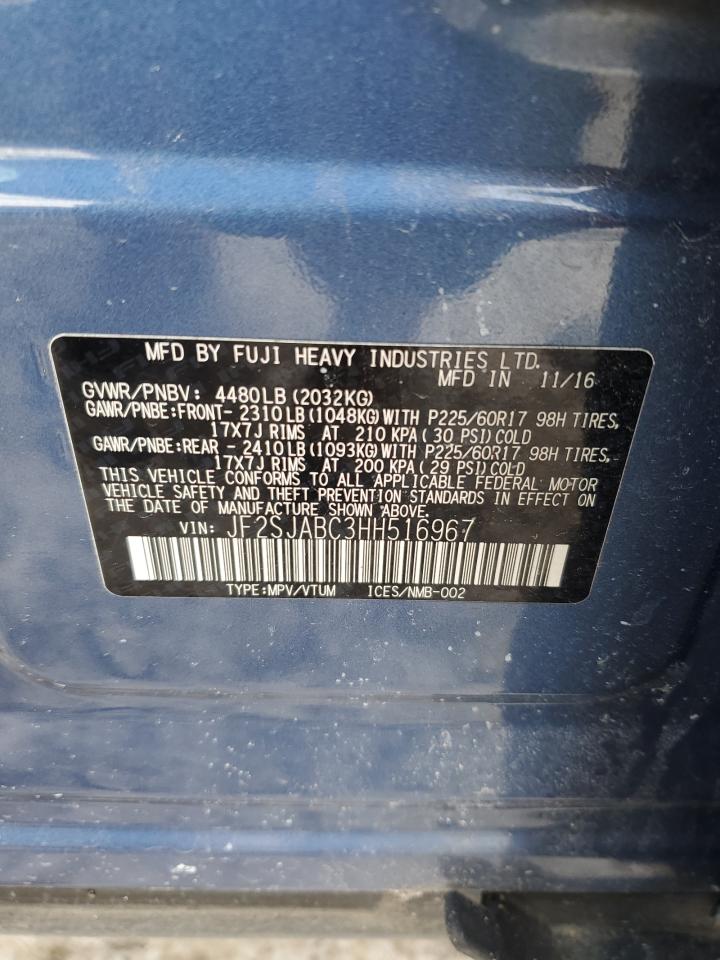 MFD BY FUJI HEAVY INDUSTRIES LTD.
MFD IN 11/16
GVWR/PNBV: 4480LB(2032KG)
GAWR/PNBE:FRONT- 2310LB(1048KG)WITH P225/60R17 98H TIRES,
17X7J RIMS AT 210 KPA( 30 PSI)COLD
GAWR/PNBE:REAR - 2410LB(1093KG)WITH P225/60R17 98H TIRES,
17X7J RIMS AT 200 KPA( 29 PSI)COLD
THIS VEHICLE CONFORMS TO ALL APPLICABLE FEDERAL MOTOR
VEHICLE SAFETY AND THEFT PREVENTION STANDARDS IN EFFECT ON
THE DATE OF MANUFACTURE SHOWN ABOVE.
VIN: JF2SJABC3HH516967
TYPE:MPV/VTUM ICES/NMB-002